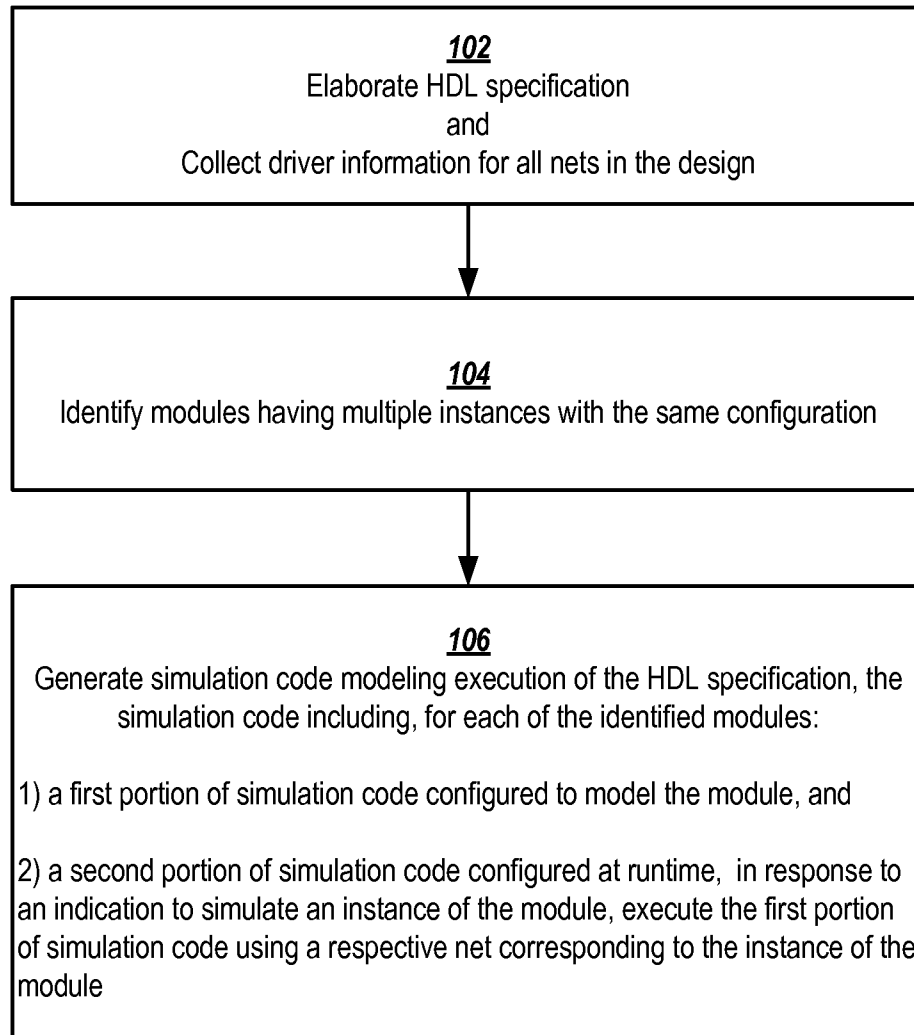 102
Elaborate HDL specification
and
Collect driver information for all nets in the design
104
Identify modules having multiple instances with the same configuration
106
Generate simulation code modeling execution of the HDL specification, the
simulation code including, for each of the identified modules:
1) a first portion of simulation code configured to model the module, and
2) a second portion of simulation code configured at runtime, in response to
an indication to simulate an instance of the module, execute the first portion
of simulation code using a respective net corresponding to the instance of the
module